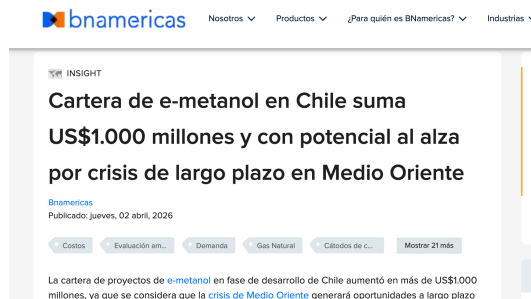 bnamericas
Nosotros Productos ¿Para quién es BNamericas? Industrias
INSIGHT
Cartera de e-metanol en Chile suma
US$1.000 millones y con potencial al alza
por crisis de largo plazo en Medio Oriente
Bnamericas
Publicado: jueves, 02 abril, 2026
Costos Evaluación am... Demanda Gas Natural Cátodos de c... Mostrar 21 más
La cartera de proyectos de e-metanol en fase de desarrollo de Chile aumentó en más de US$1.000
millones, ya que se considera que la crisis de Medio Oriente generará oportunidades a largo plazo